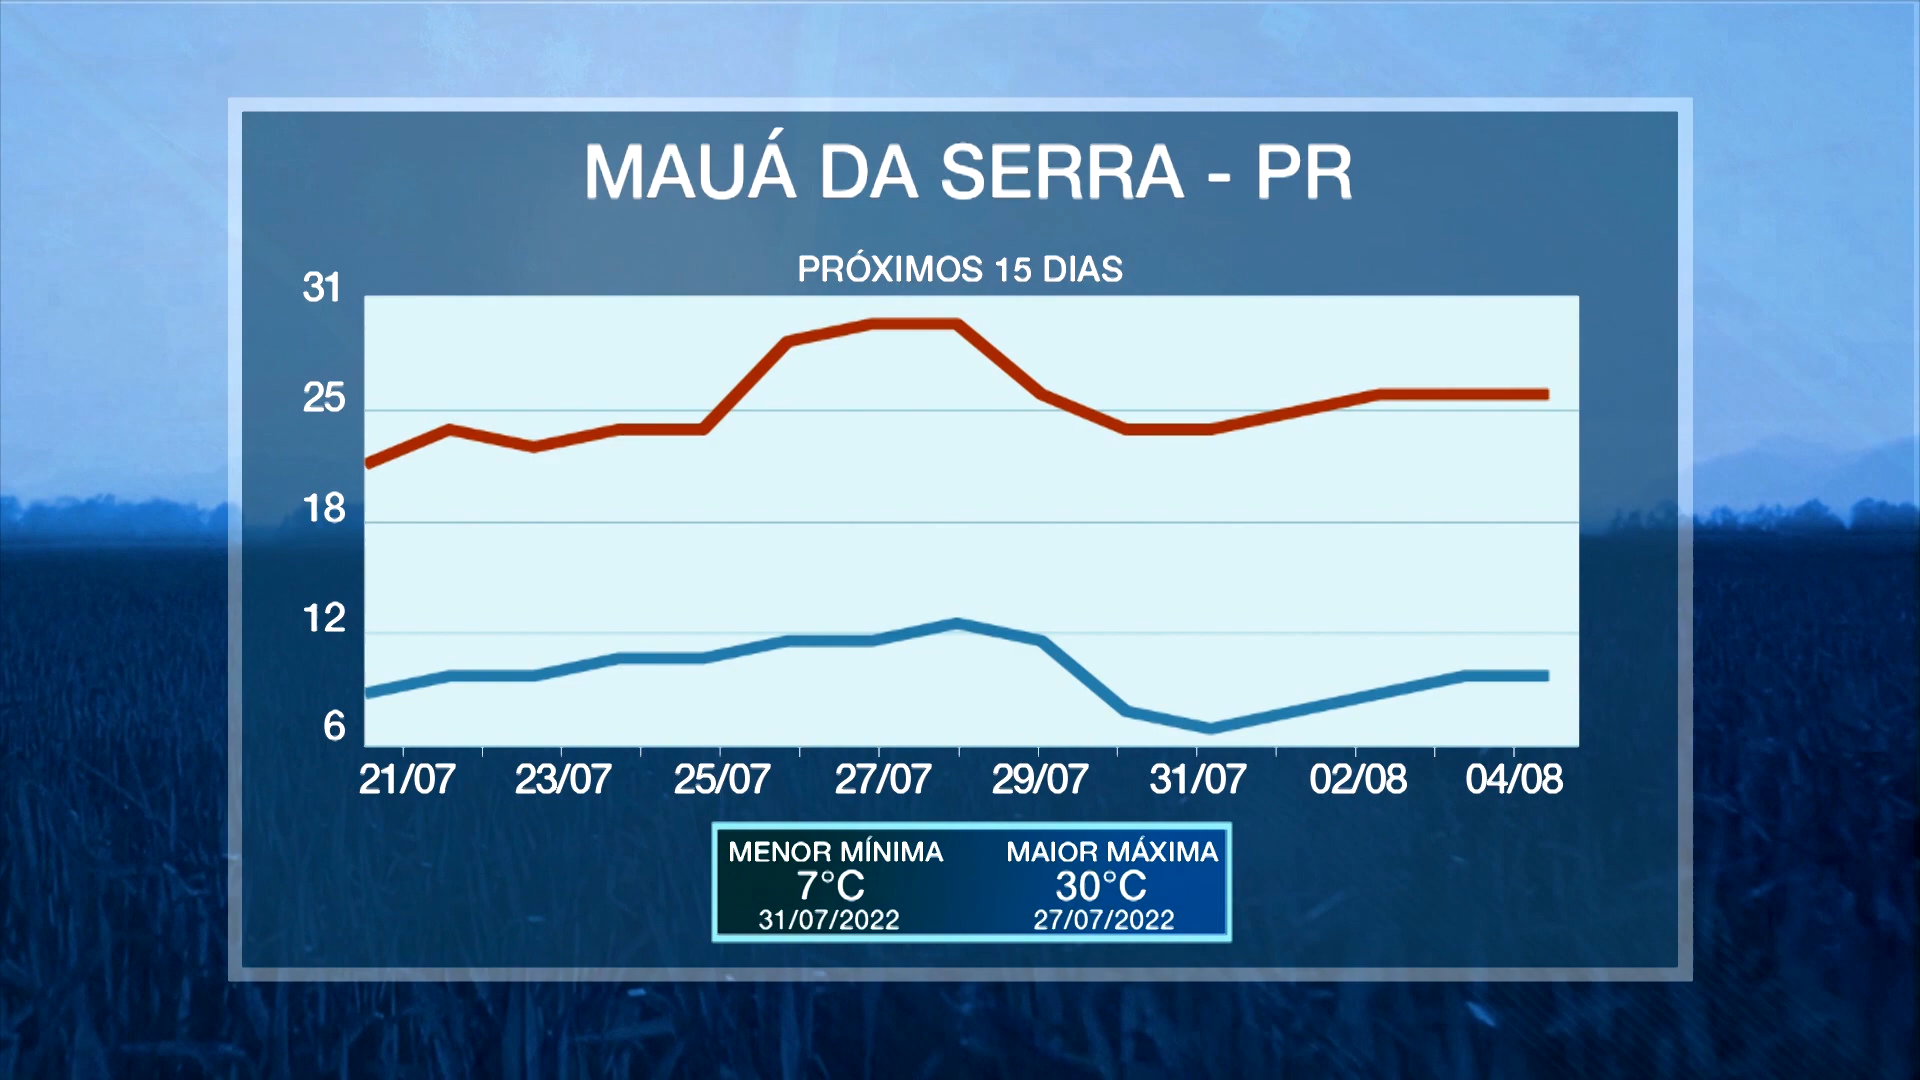 MAUÁ DA SERRA - PR
PRÓXIMOS 15 DIAS
31
25
18
12
6
21/07 23/07 25/07 27/07 29/07 31/07 02/08 04/08
MENOR MÍNIMA MAIOR MÁXIMA
7°C 30°C
31/07/2022 27/07/2022